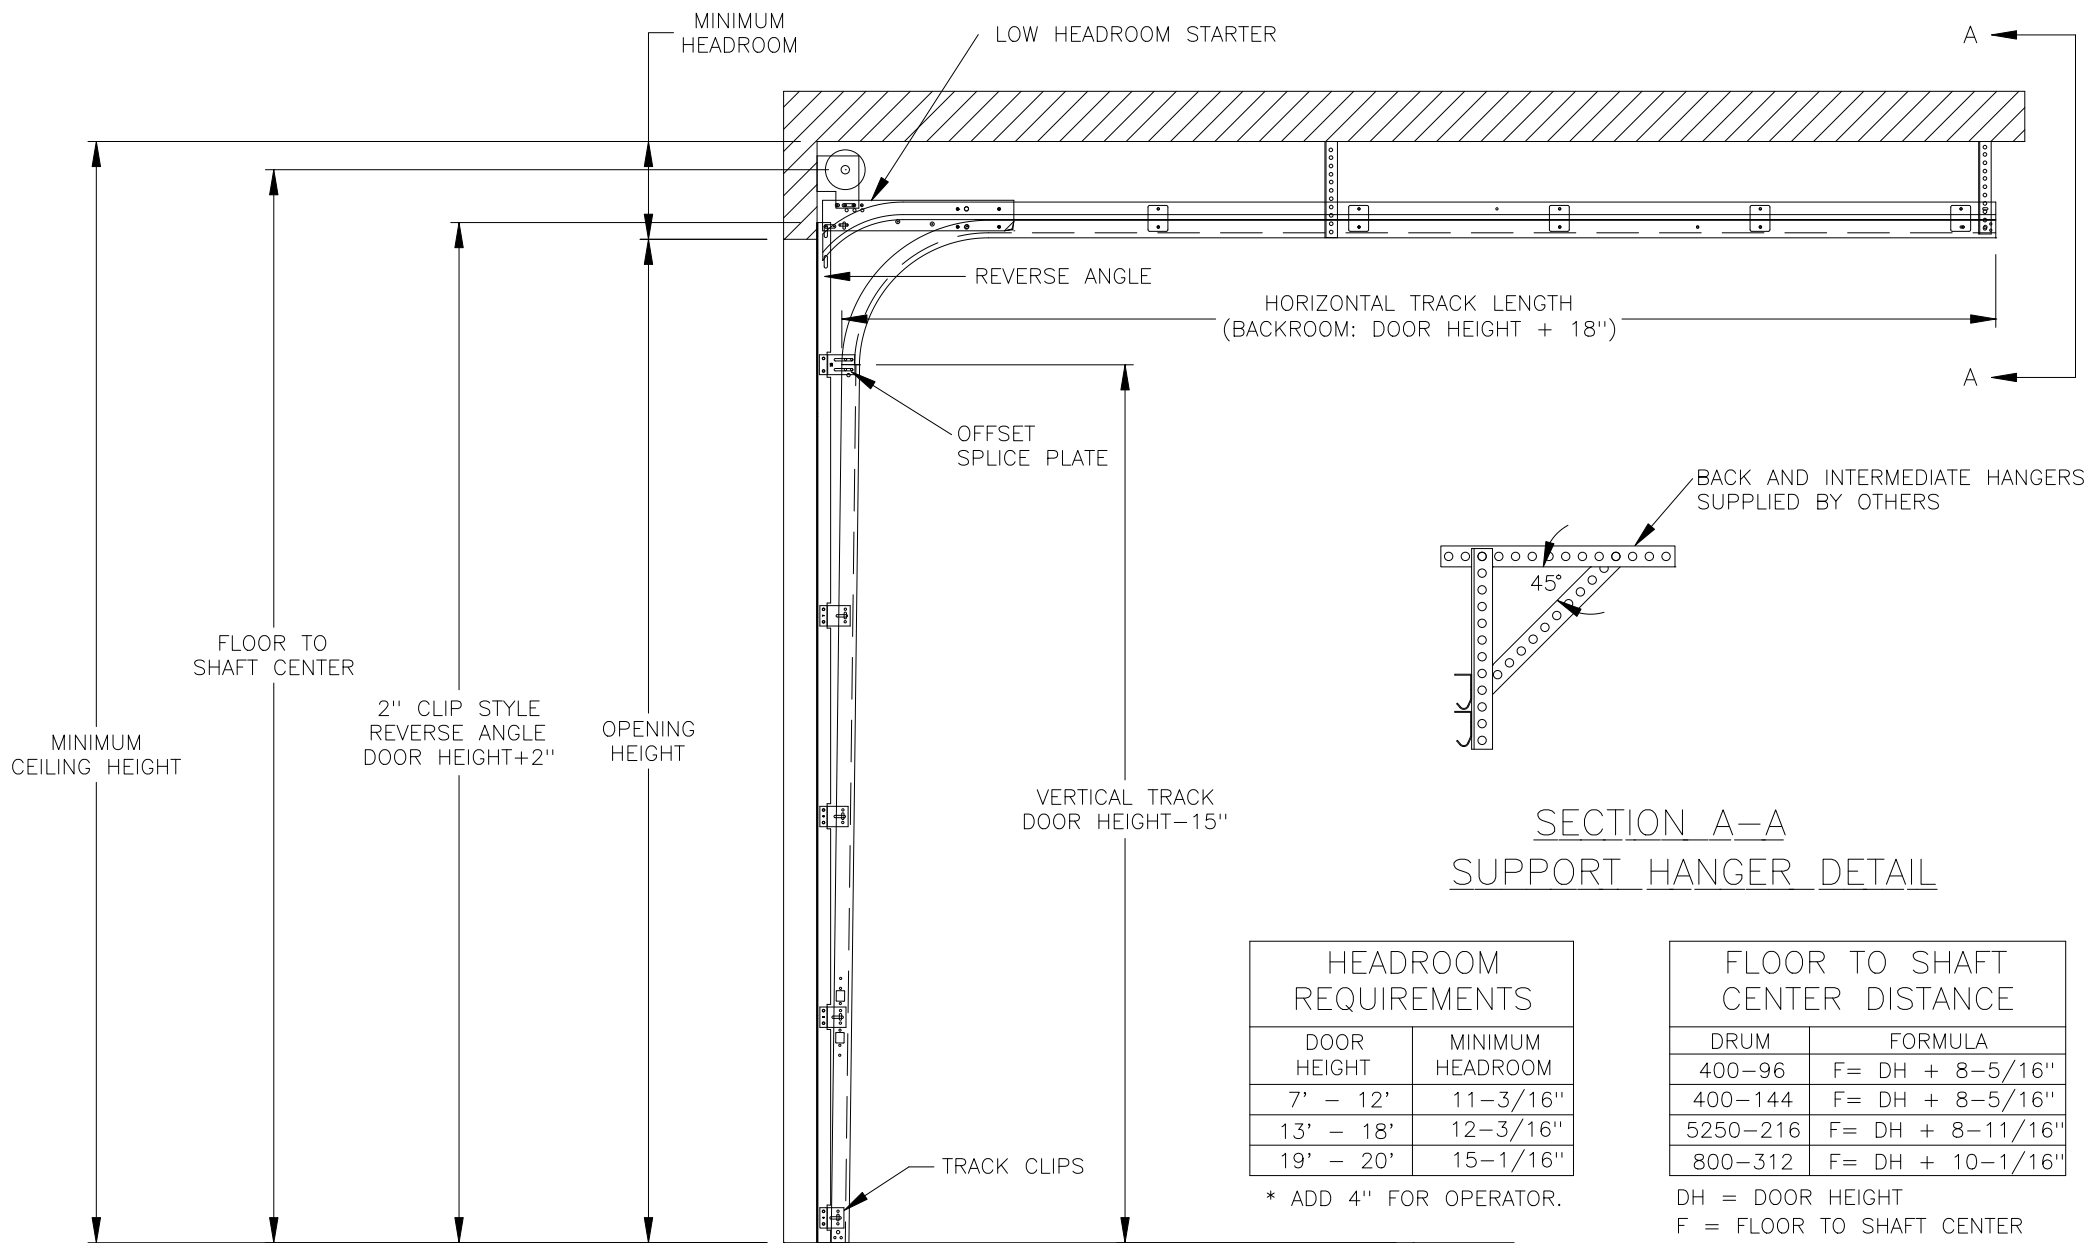 MINIMUM
HEADROOM
LOW HEADROOM STARTER
A
REVERSE ANGLE
HORIZONTAL TRACK LENGTH
(BACKROOM: DOOR HEIGHT + 18")
A
OFFSET
SPLICE PLATE
BACK AND INTERMEDIATE HANGERS
SUPPLIED BY OTHERS
45°
FLOOR TO
SHAFT CENTER
2" CLIP STYLE
REVERSE ANGLE
DOOR HEIGHT+2"
OPENING
HEIGHT
MINIMUM
CEILING HEIGHT
VERTICAL TRACK
DOOR HEIGHT-15"
SECTION A-A
SUPPORT HANGER DETAIL
HEADROOM
REQUIREMENTS
DOOR
HEIGHT
MINIMUM
HEADROOM
7' - 12' 11-3/16"
13' - 18' 12-3/16"
19' - 20' 15-1/16"
* ADD 4" FOR OPERATOR.
FLOOR TO SHAFT
CENTER DISTANCE
DRUM FORMULA
400-96 F= DH + 8-5/16"
400-144 F= DH + 8-5/16"
5250-216 F= DH + 8-11/16"
800-312 F= DH + 10-1/16"
DH = DOOR HEIGHT
F = FLOOR TO SHAFT CENTER
TRACK CLIPS